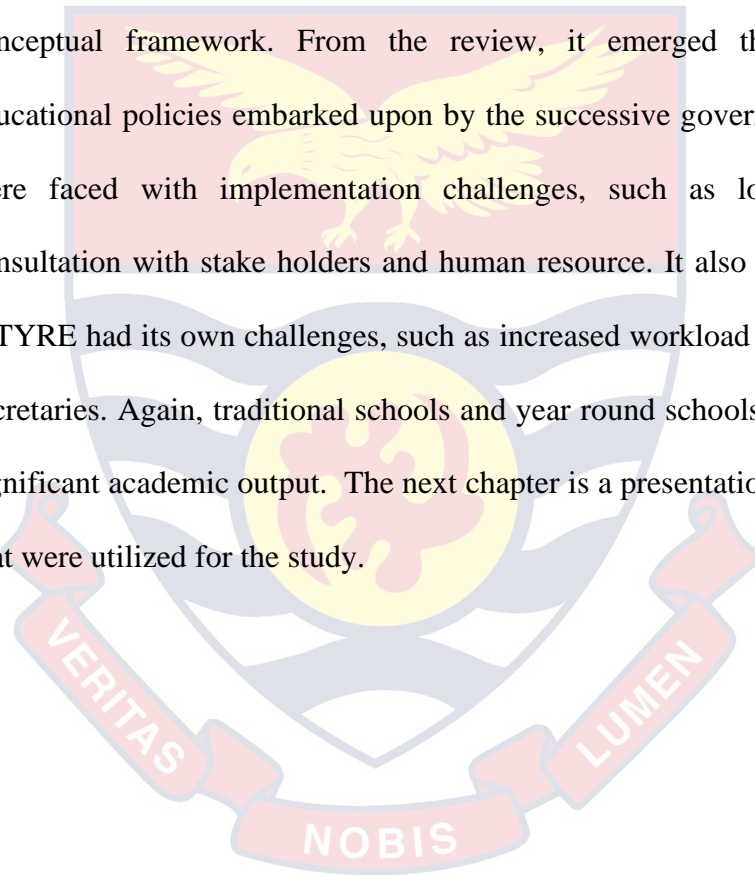 nceptual framework. From the review, it emerged th
ucational policies embarked upon by the successive govern
ere faced with implementation challenges, such as lo
nsultation with stake holders and human resource. It also
TYRE had its own challenges, such as increased workload
cretaries. Again, traditional schools and year round schools
gnificant academic output. The next chapter is a presentatio
at were utilized for the study.
VERITAS
NOBIS
LUMEN